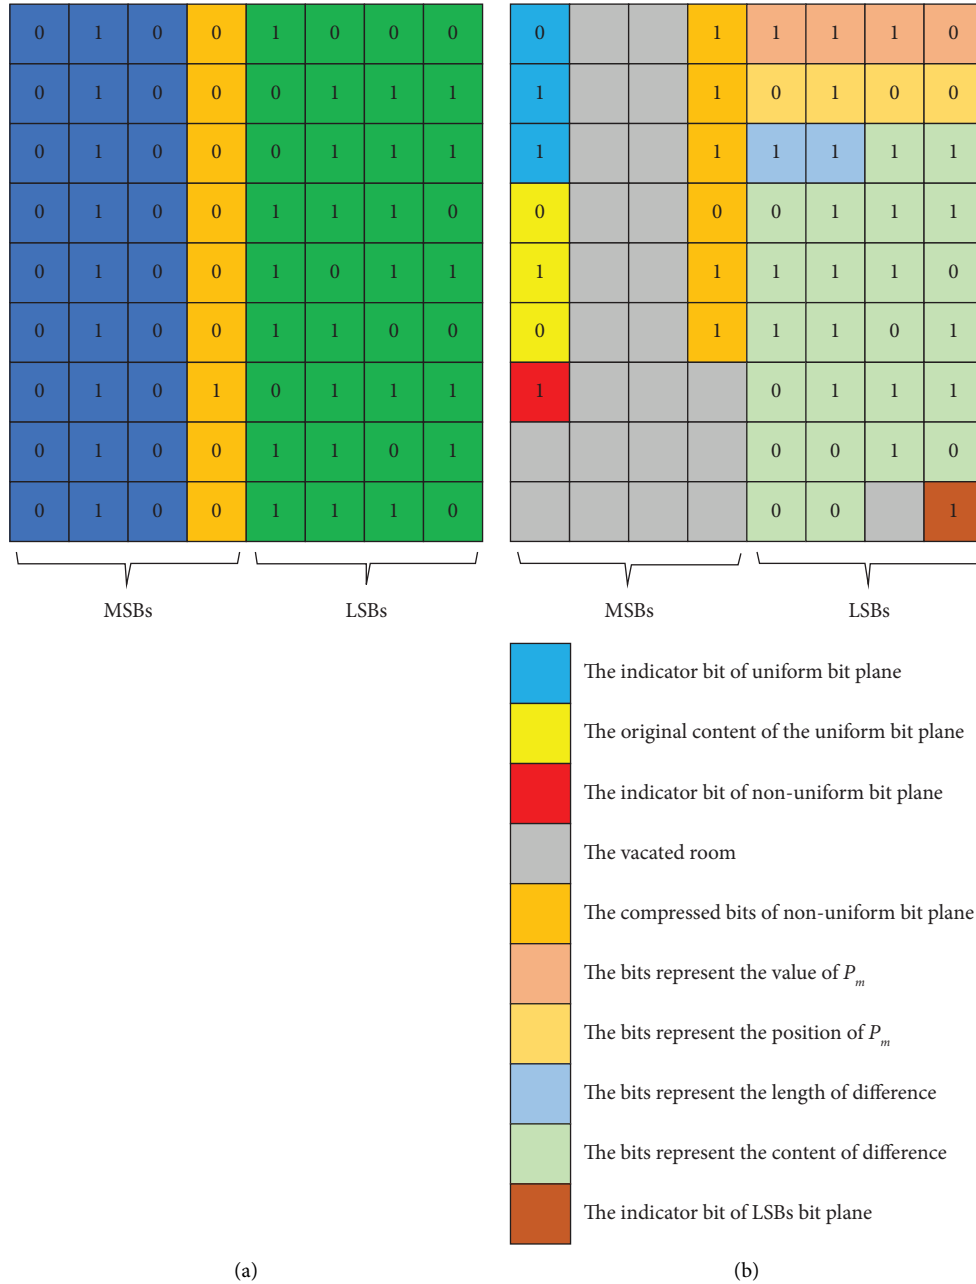 0 1 0 0 1 0 0 0 0 1 1 1 1 0
0 1 0 0 0 1 1 1 1 1 0 1 0 0
0 1 0 0 0 1 1 1 1 1 1 1 1 1
0 1 0 0 1 1 1 0 0 0 0 1 1 1
0 1 0 0 1 0 1 1 1 1 1 1 1 0
0 1 0 0 1 1 0 0 0 1 1 1 0 1
0 1 0 1 0 1 1 1 1 0 1 1 1
0 1 0 0 1 1 0 1 0 0 1 0
0 1 0 0 1 1 1 0 0 0 1
MSBs LSBs MSBs LSBs
The indicator bit of uniform bit plane
The original content of the uniform bit plane
The indicator bit of non-uniform bit plane
The vacated room
The compressed bits of non-uniform bit plane
The bits represent the value of Pm
The bits represent the position of Pm
The bits represent the length of difference
The bits represent the content of difference
The indicator bit of LSBs bit plane
(a) (b)